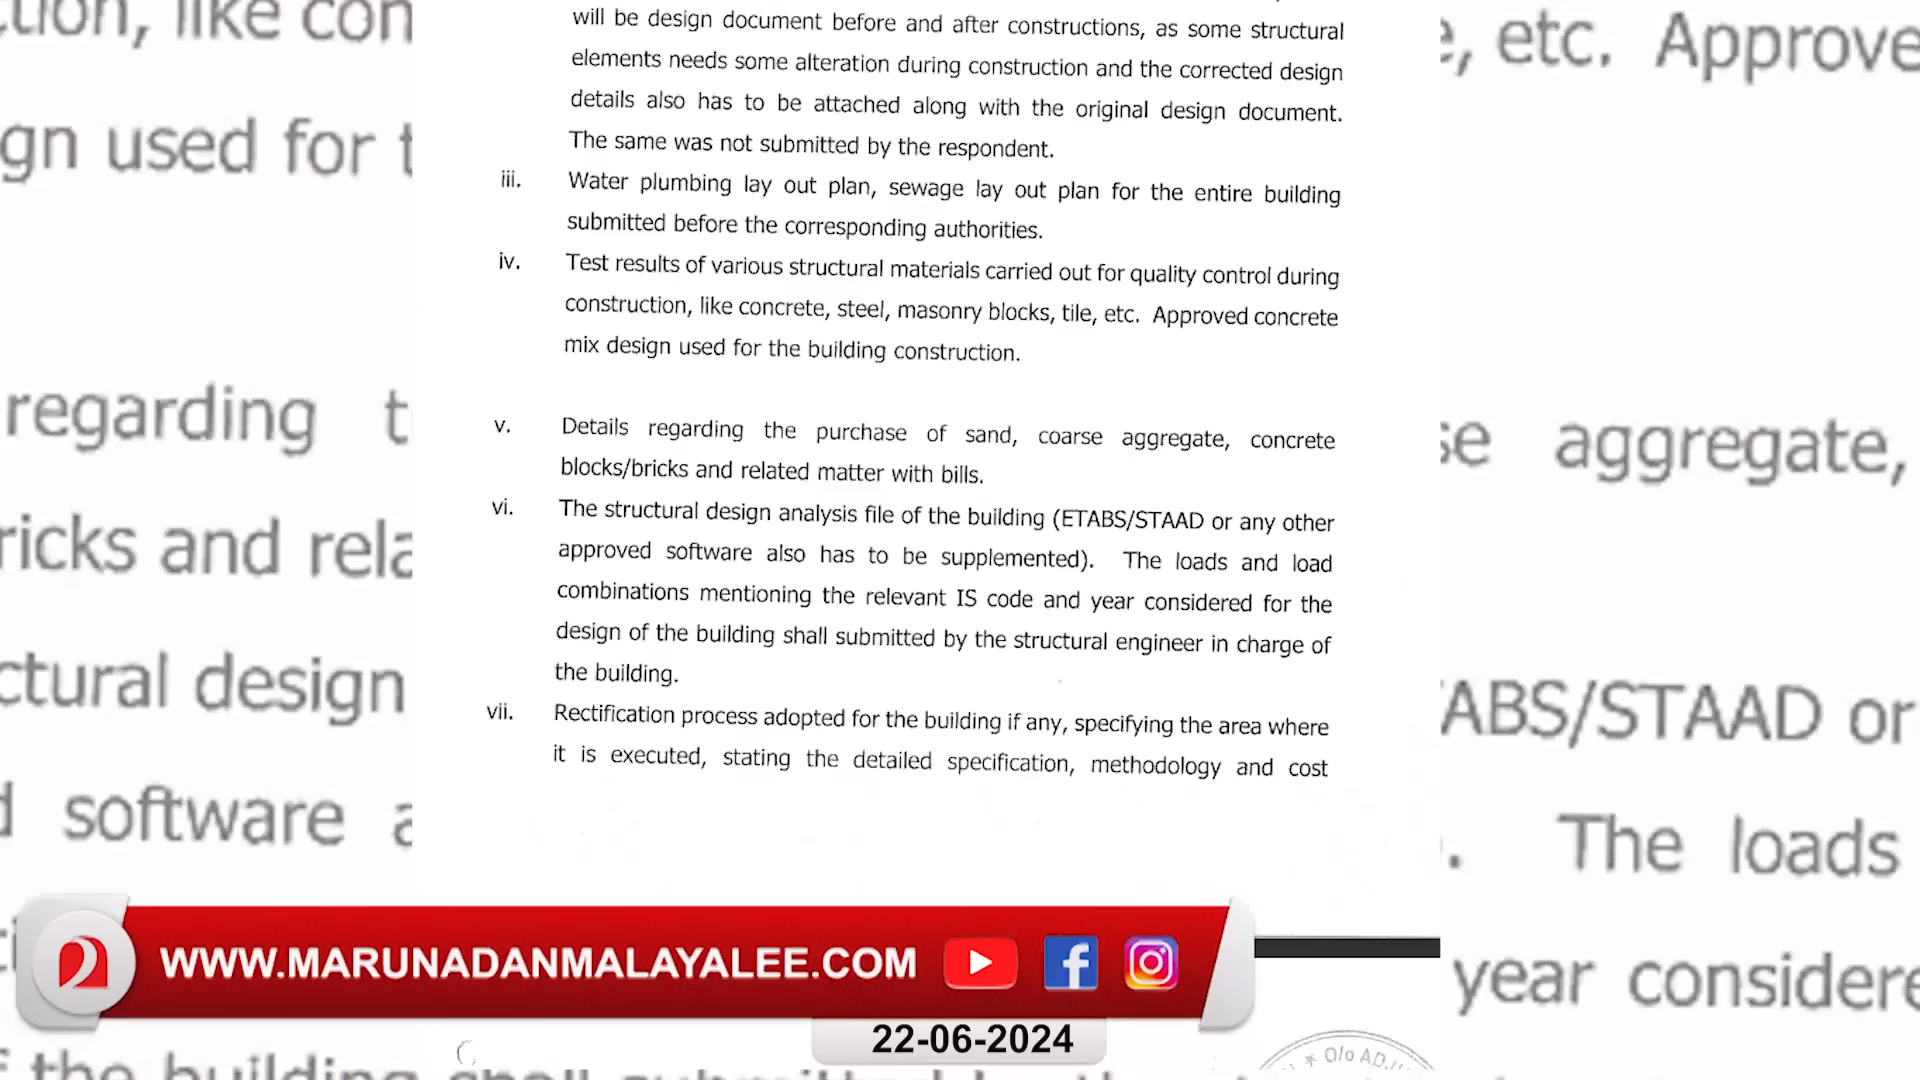 will be design document before and after constructions, as some structural
elements needs some alteration during construction and the corrected design
details also has to be attached along with the original design document.
The same was not submitted by the respondent.
iii. Water plumbing lay out plan, sewage lay out plan for the entire building
submitted before the corresponding authorities.
iv. Test results of various structural materials carried out for quality control during
construction, like concrete, steel, masonry blocks, tile, etc. Approved concrete
mix design used for the building construction.
v. Details regarding the purchase of sand, coarse aggregate, concrete
blocks/bricks and related matter with bills.
vi. The structural design analysis file of the building (ETABS/STAAD or any other
approved software also has to be supplemented). The loads and load
combinations mentioning the relevant IS code and year considered for the
design of the building shall submitted by the structural engineer in charge of
the building.
vii. Rectification process adopted for the building if any, specifying the area where
it is executed, stating the detailed specification, methodology and cost
WWW.MARUNADANMALAYALEE.COM
22-06-2024
O/o